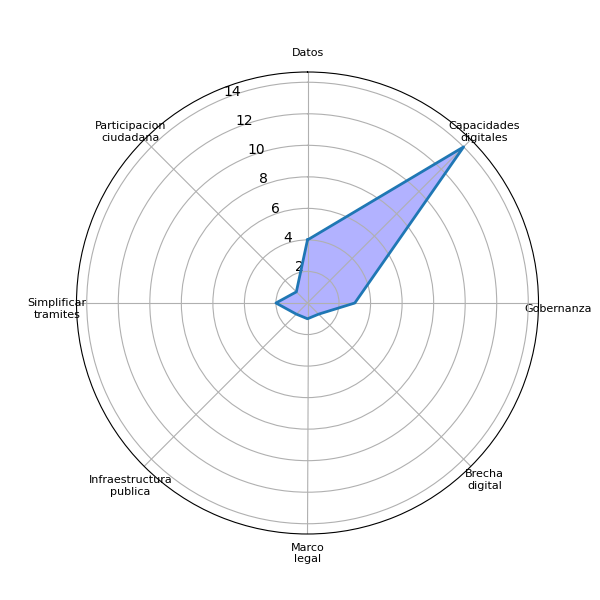 Datos
14
Capacidades
digitales
Participacion
ciudadana
12
10
8
6
4
2
Simplificar
tramites
Gobernanza
Infraestructura
publica
Brecha
digital
Marco
legal